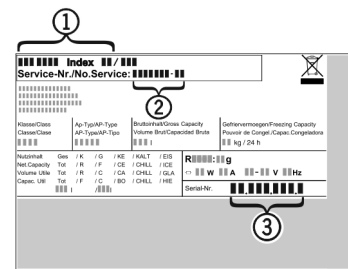 1
Index /
Service-Nr./No.Service: -
2
Klasse/Class
Classe/Clase
Ap-Typ/AP-Type
AP-Type/AP-Tipo
Bruttoinhalt/Gross Capacity
Volume Brut/Capacidad Bruta
l
Gefriervermoegen/Freezing Capacity
Pouvoir de Congel./Capac.Congeladora
kg / 24 h
Nutzinhalt Ges / K / G / KE / KALT / EIS
Net.Capacity Tot / R / F / CE / CHILL / ICE
Volume Utile Tot / R / C / CA / CHILL / GLA
Capac. Util Tot / F / C / BO / CHILL / HIE
l / l
R : g
W A - V Hz
Serial-Nr. . . .
3